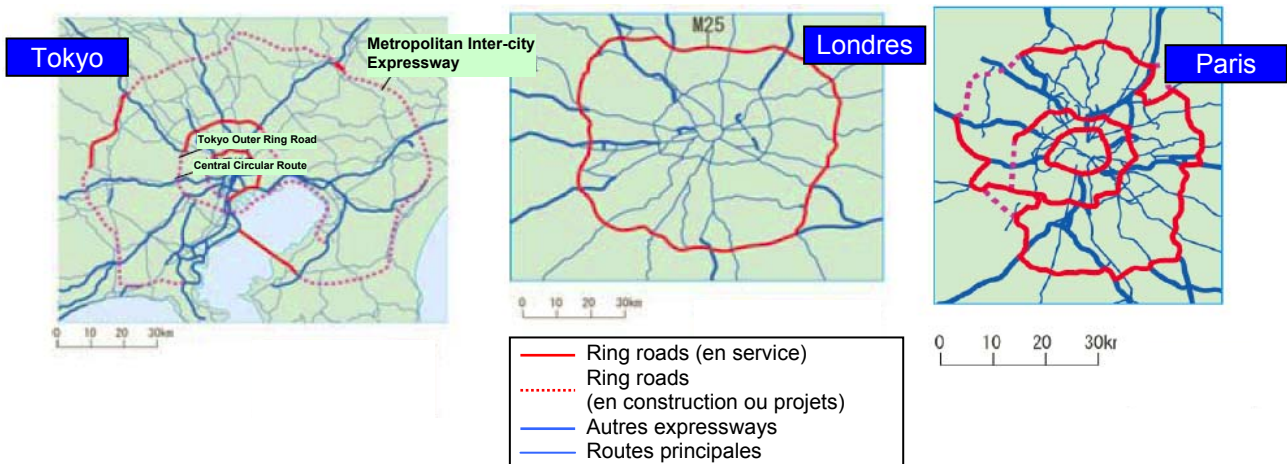 Tokyo
Metropolitan Inter-city
Expressway
Tokyo Outer Ring Road
Central Circular Route
0 10 20 30km
M25
Londres
0 10 20 30km
Paris
0 10 20 30kr
Ring roads (en service)
Ring roads
(en construction ou projets)
Autres expressways
Routes principales